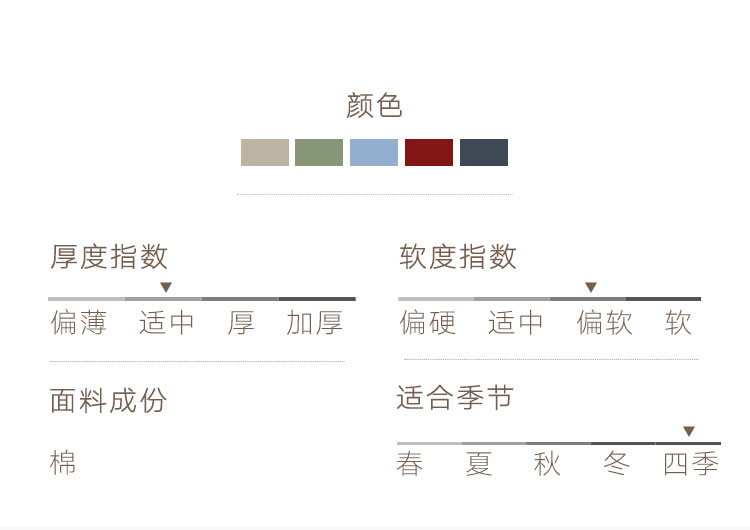 颜色
厚度指数
偏薄 适中 厚 加厚
软度指数
偏硬 适中 偏软 软
面料成份
棉
适合季节
春 夏 秋 冬 四季